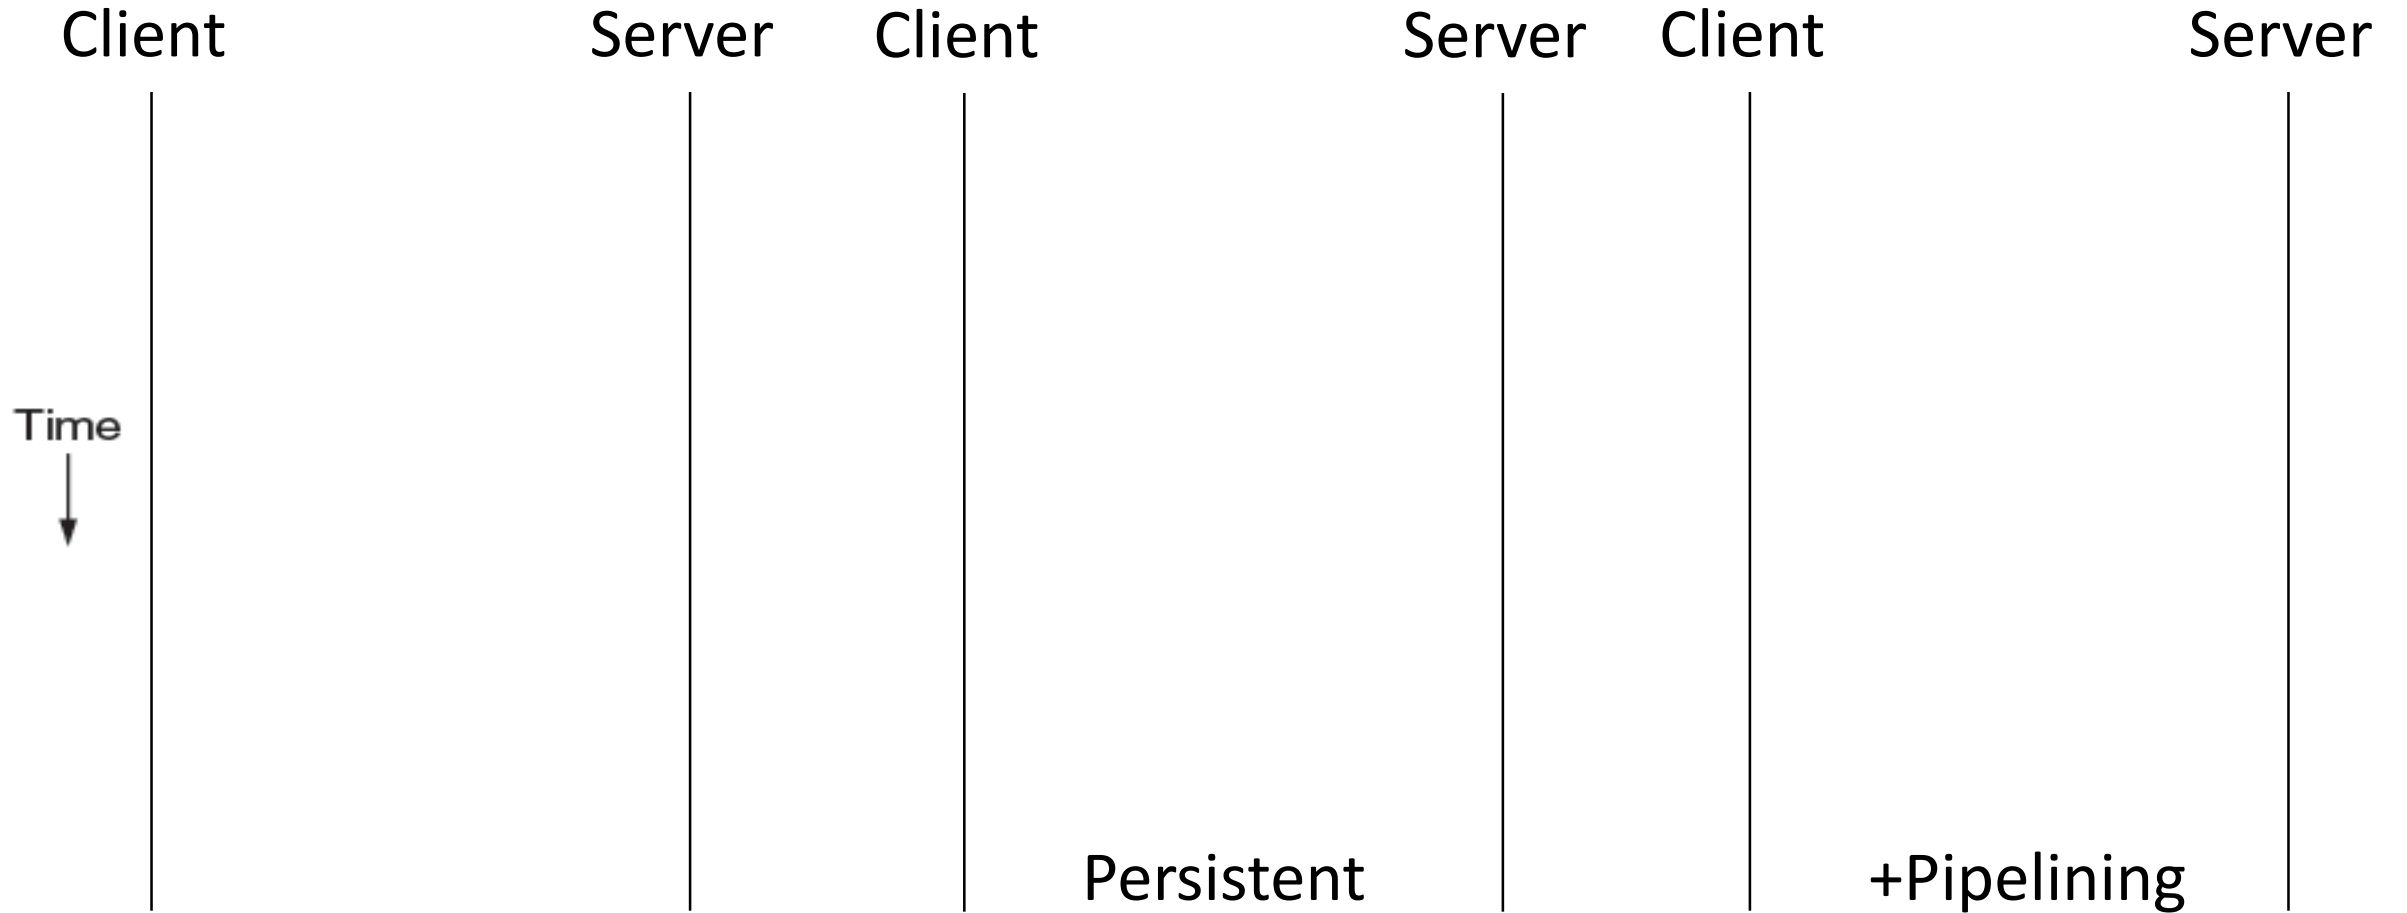 Client Server Client Server Client Server
Time
Persistent +Pipelining